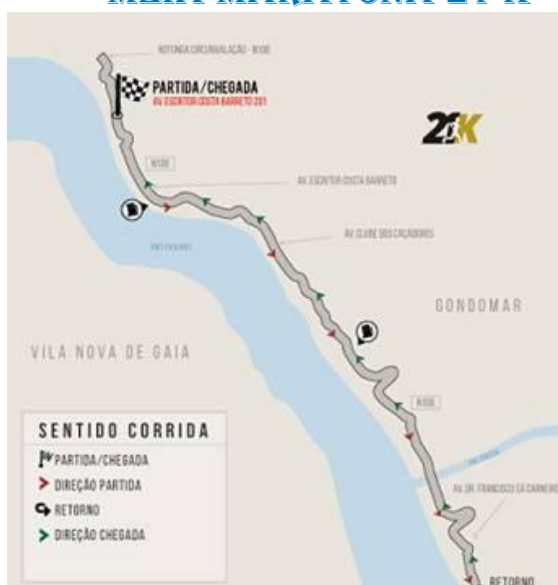 MEIA MARATONA 21 K
ROTUNDA CIRCUNVALAÇÃO - N108
PARTIDA/CHEGADA
AV. ESCRITOR COSTA BARRETO 201
N108
AV. ESCRITOR COSTA BARRETO
AV. CLUBE DOS CAÇADORES
RIO DOURO
GONDOMAR
VILA NOVA DE GAIA
N108
SENTIDO CORRIDA
PARTIDA/CHEGADA
DIREÇÃO PARTIDA
RETORNO
DIREÇÃO CHEGADA
AV. DR. FRANCISCO SÁ CARNEIRO
RETORNO